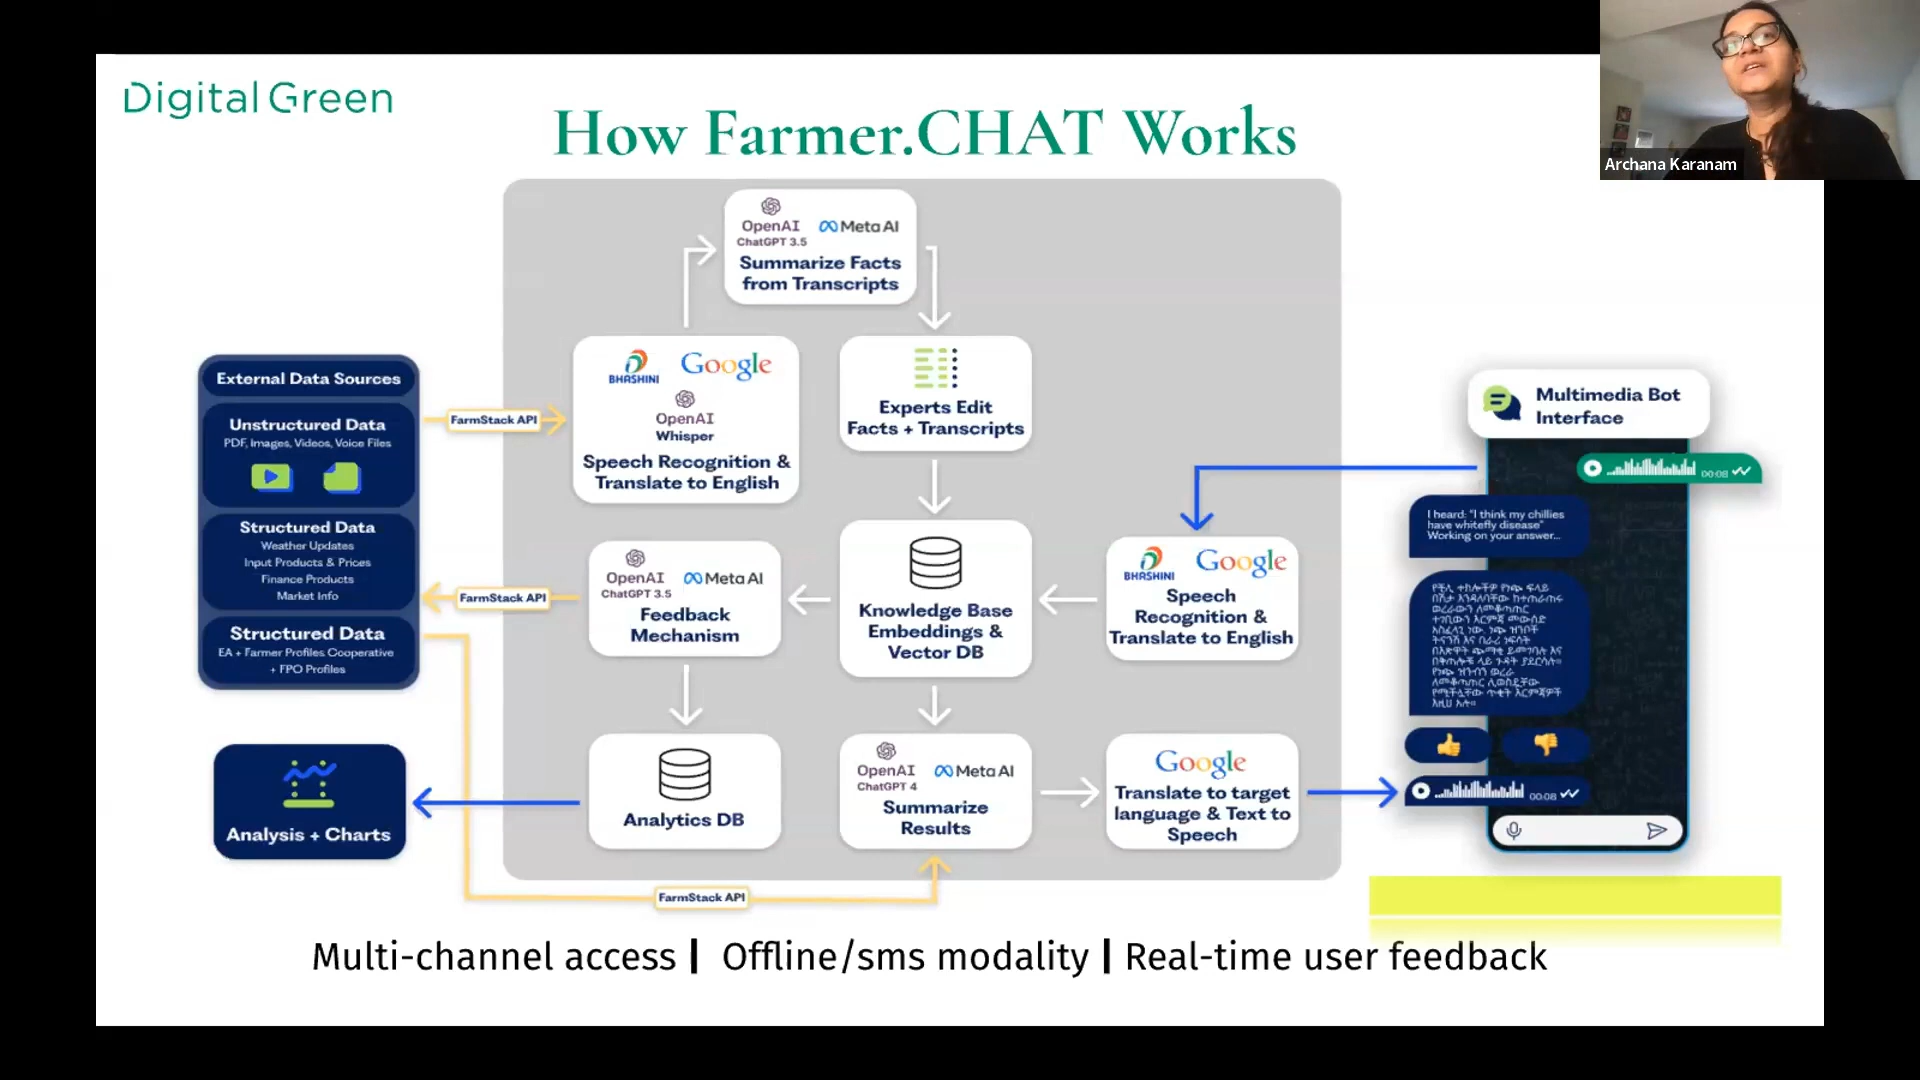 Digital Green
How Farmer.CHAT Works
Archana Karanam
OpenAI
ChatGPT 3.5
Meta AI
Summarize Facts
from Transcripts
External Data Sources
Unstructured Data
PDF, Images, Videos, Voice Files
Structured Data
Weather Updates
Input Products & Prices
Finance Products
Market Info
Structured Data
EA + Farmer Profiles Cooperative
+ FPO Profiles
Analysis + Charts
FarmStack API
BHASHINI
Google
OpenAI
Whisper
Speech Recognition &
Translate to English
Experts Edit
Facts + Transcripts
FarmStack API
OpenAI
ChatGPT 3.5
Meta AI
Feedback
Mechanism
Knowledge Base
Embeddings &
Vector DB
BHASHINI
Google
Speech
Recognition &
Translate to English
Analytics DB
OpenAI
ChatGPT 4
Meta AI
Summarize
Results
Google
Translate to target
language & Text to
Speech
FarmStack API
Multimedia Bot
Interface
00:08
I heard: "I think my chillies
have whitefly disease"
Working on your answer...
00:08
Multi-channel access | Offline/sms modality | Real-time user feedback